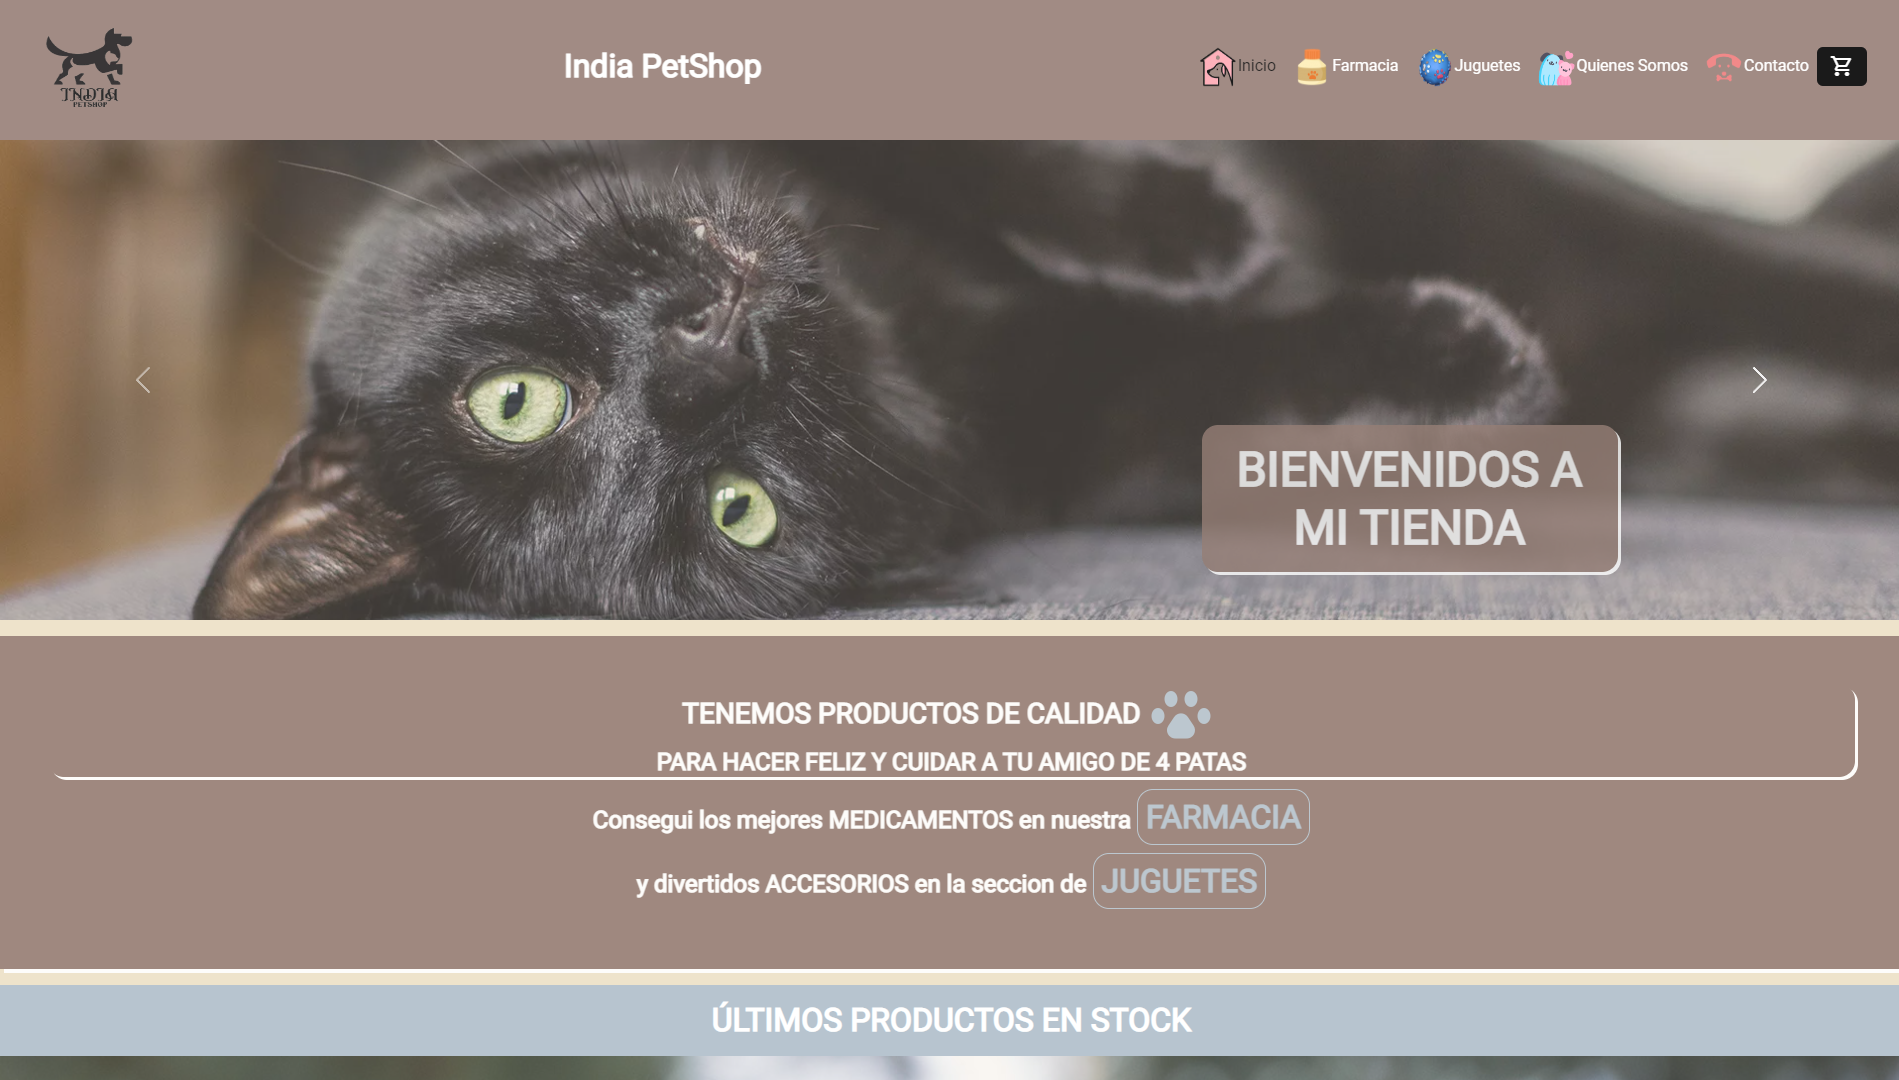 INDIA
PETSHOP
India PetShop
Inicio
Farmacia
Juguetes
Quienes Somos
Contacto
BIENVENIDOS A
MI TIENDA
TENEMOS PRODUCTOS DE CALIDAD
PARA HACER FELIZ Y CUIDAR A TU AMIGO DE 4 PATAS
Consegui los mejores MEDICAMENTOS en nuestra FARMACIA
y divertidos ACCESORIOS en la seccion de JUGUETES
ÚLTIMOS PRODUCTOS EN STOCK